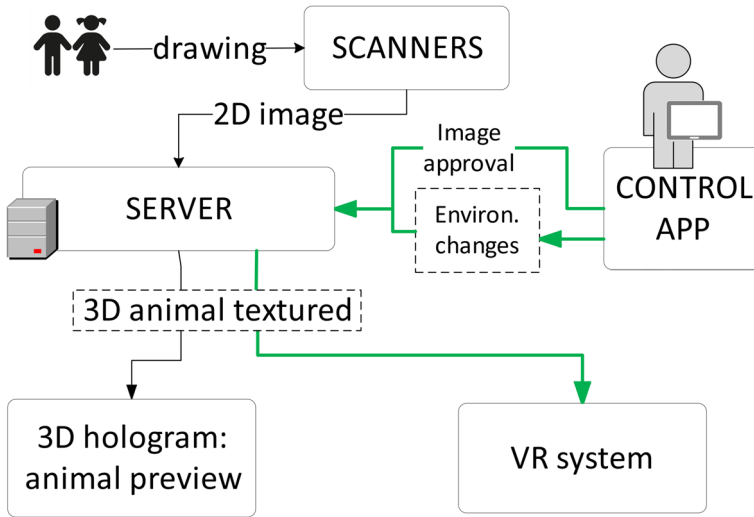 drawing
SCANNERS
2D image
Image
approval
SERVER
CONTROL
APP
Environ.
changes
3D animal textured
3D hologram:
animal preview
VR system